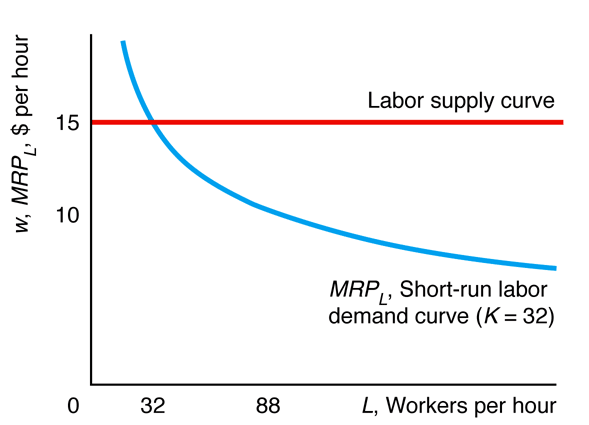 w, MRP_L, $ per hour
Labor supply curve
15
10
MRP_L, Short-run labor
demand curve (K = 32)
0
32
88
L, Workers per hour